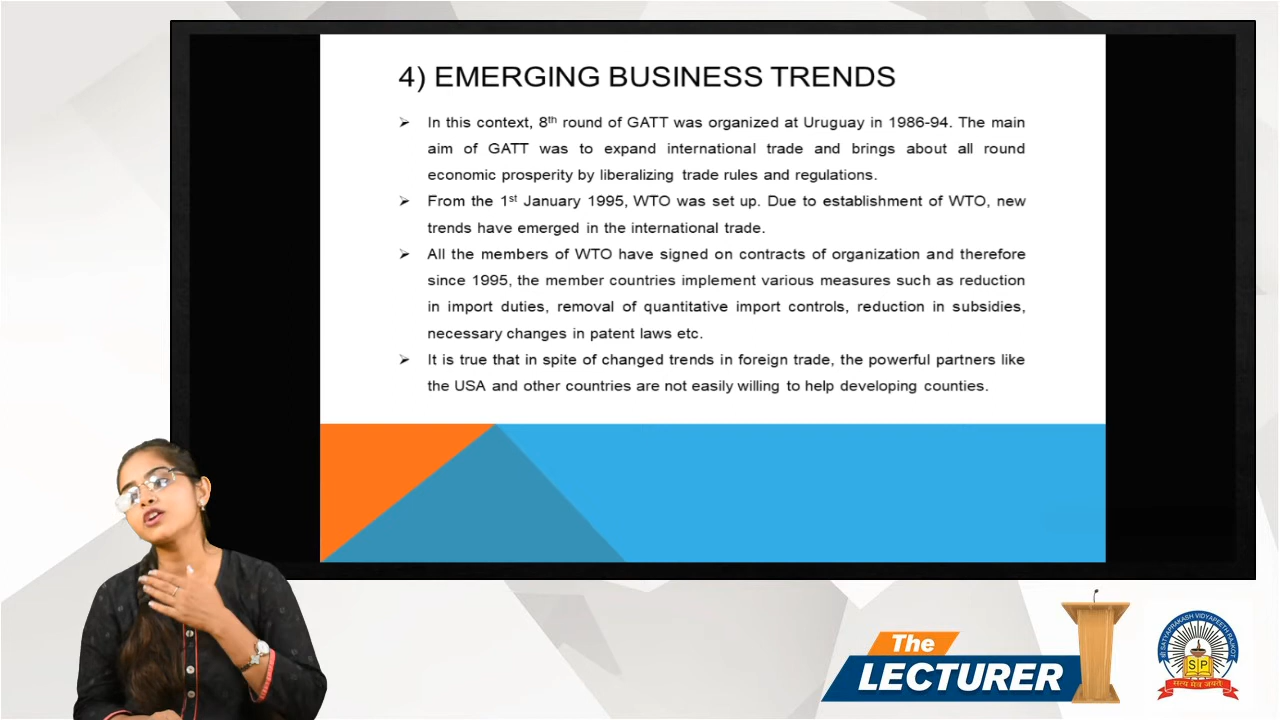 4) EMERGING BUSINESS TRENDS
➢ In this context, 8th round of GATT was organized at Uruguay in 1986-94. The main
aim of GATT was to expand international trade and brings about all round
economic prosperity by liberalizing trade rules and regulations.
➢ From the 1st January 1995, WTO was set up. Due to establishment of WTO, new
trends have emerged in the international trade.
➢ All the members of WTO have signed on contracts of organization and therefore
since 1995, the member countries implement various measures such as reduction
in import duties, removal of quantitative import controls, reduction in subsidies,
necessary changes in patent laws etc.
➢ It is true that in spite of changed trends in foreign trade, the powerful partners like
the USA and other countries are not easily willing to help developing counties.
The
LECTURER
SATYAPRAKASH VIDYAPEETH RAJKOT
S P
सत्य मेव जयते